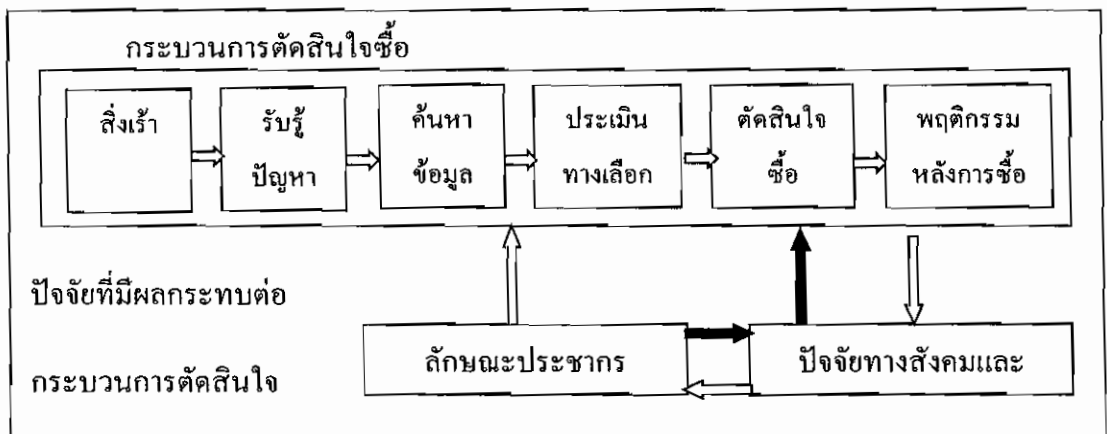 กระบวนการตัดสินใจซื้อ
สิ่งเร้า
รับรู้
ปัญหา
ค้นหา
ข้อมูล
ประเมิน
ทางเลือก
ตัดสินใจ
ซื้อ
พฤติกรรม
หลังการซื้อ
ปัจจัยที่มีผลกระทบต่อ
กระบวนการตัดสินใจ
ลักษณะประชากร
ปัจจัยทางสังคมและ